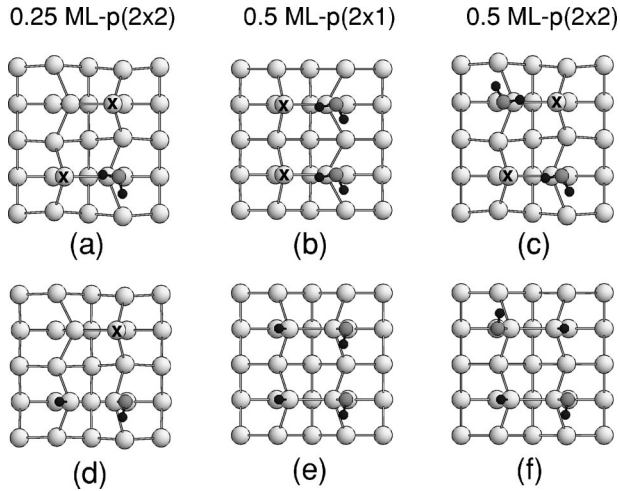 0.25 ML-p(2x2) 0.5 ML-p(2x1) 0.5 ML-p(2x2)
x x x
x x x x
(a) (b) (c)
x
(d) (e) (f)